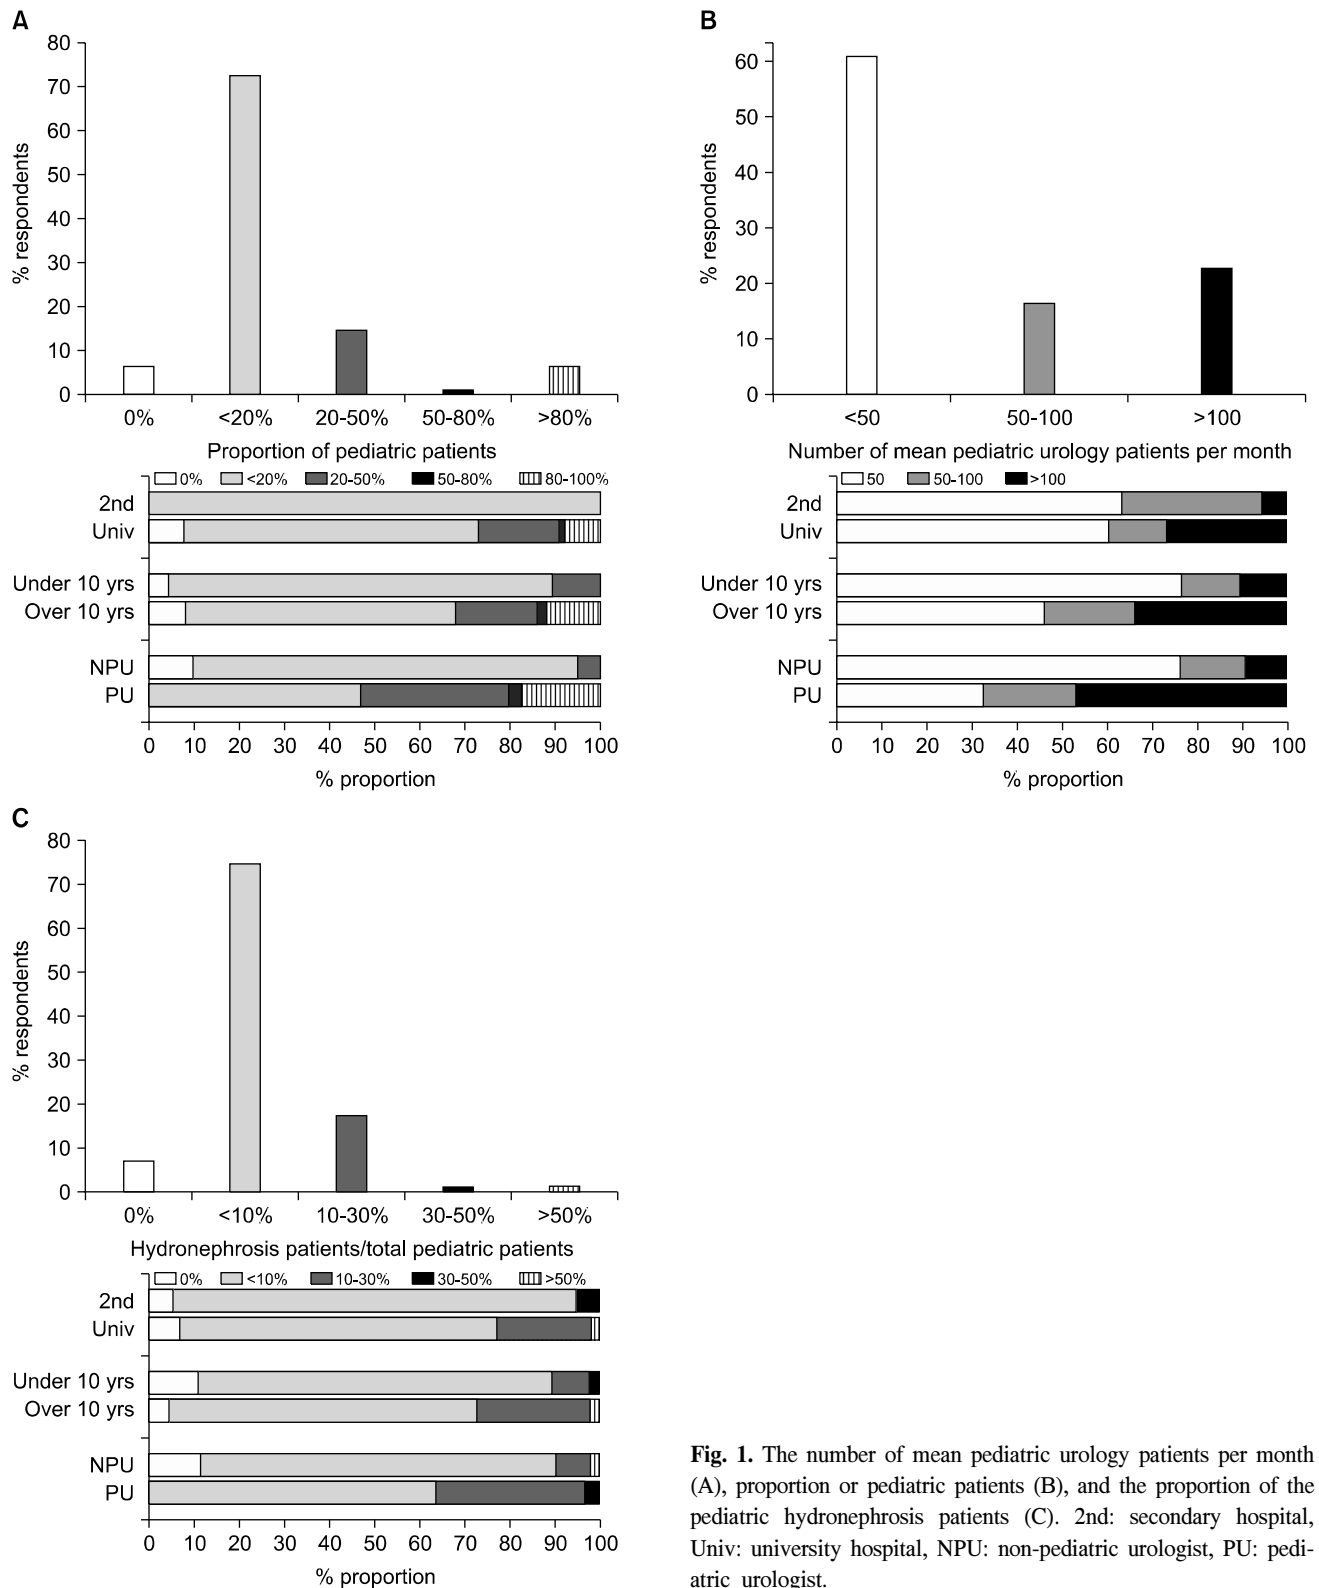 A
% respondents
80
70
60
50
40
30
20
10
0
0% <20% 20-50% 50-80% >80%
Proportion of pediatric patients
0% <20% 20-50% 50-80% 80-100%
2nd
Univ
Under 10 yrs
Over 10 yrs
NPU
PU
0 10 20 30 40 50 60 70 80 90 100
% proportion
B
% respondents
60
50
40
30
20
10
0
<50 50-100 >100
Number of mean pediatric urology patients per month
50 50-100 >100
2nd
Univ
Under 10 yrs
Over 10 yrs
NPU
PU
0 10 20 30 40 50 60 70 80 90 100
% proportion
C
% respondents
80
70
60
50
40
30
20
10
0
0% <10% 10-30% 30-50% >50%
Hydronephrosis patients/total pediatric patients
0% <10% 10-30% 30-50% >50%
2nd
Univ
Under 10 yrs
Over 10 yrs
NPU
PU
0 10 20 30 40 50 60 70 80 90 100
% proportion
Fig. 1. The number of mean pediatric urology patients per month
(A), proportion or pediatric patients (B), and the proportion of the
pediatric hydronephrosis patients (C). 2nd: secondary hospital,
Univ: university hospital, NPU: non-pediatric urologist, PU: pedi-
atric urologist.